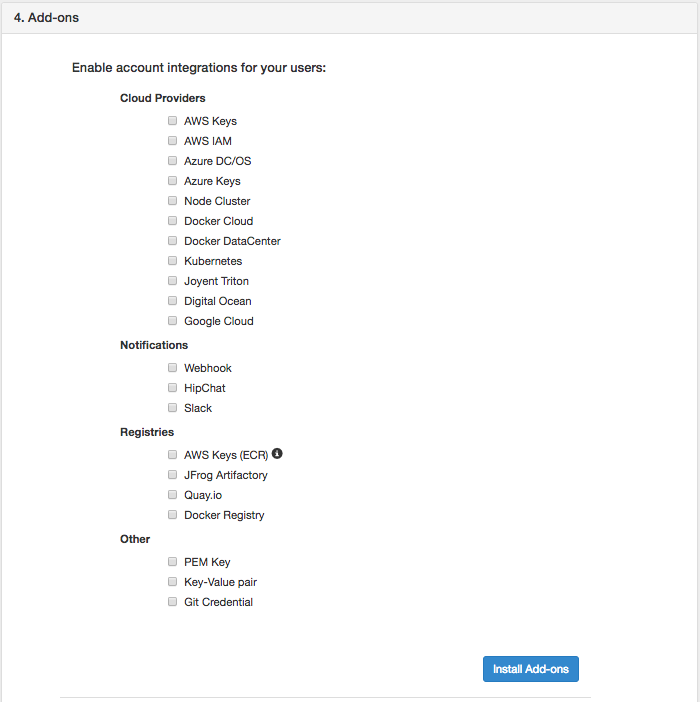 4. Add-ons
Enable account integrations for your users:
Cloud Providers
AWS Keys
AWS IAM
Azure DC/OS
Azure Keys
Node Cluster
Docker Cloud
Docker DataCenter
Kubernetes
Joyent Triton
Digital Ocean
Google Cloud
Notifications
Webhook
HipChat
Slack
Registries
AWS Keys (ECR)
JFrog Artifactory
Quay.io
Docker Registry
Other
PEM Key
Key-Value pair
Git Credential
Install Add-ons